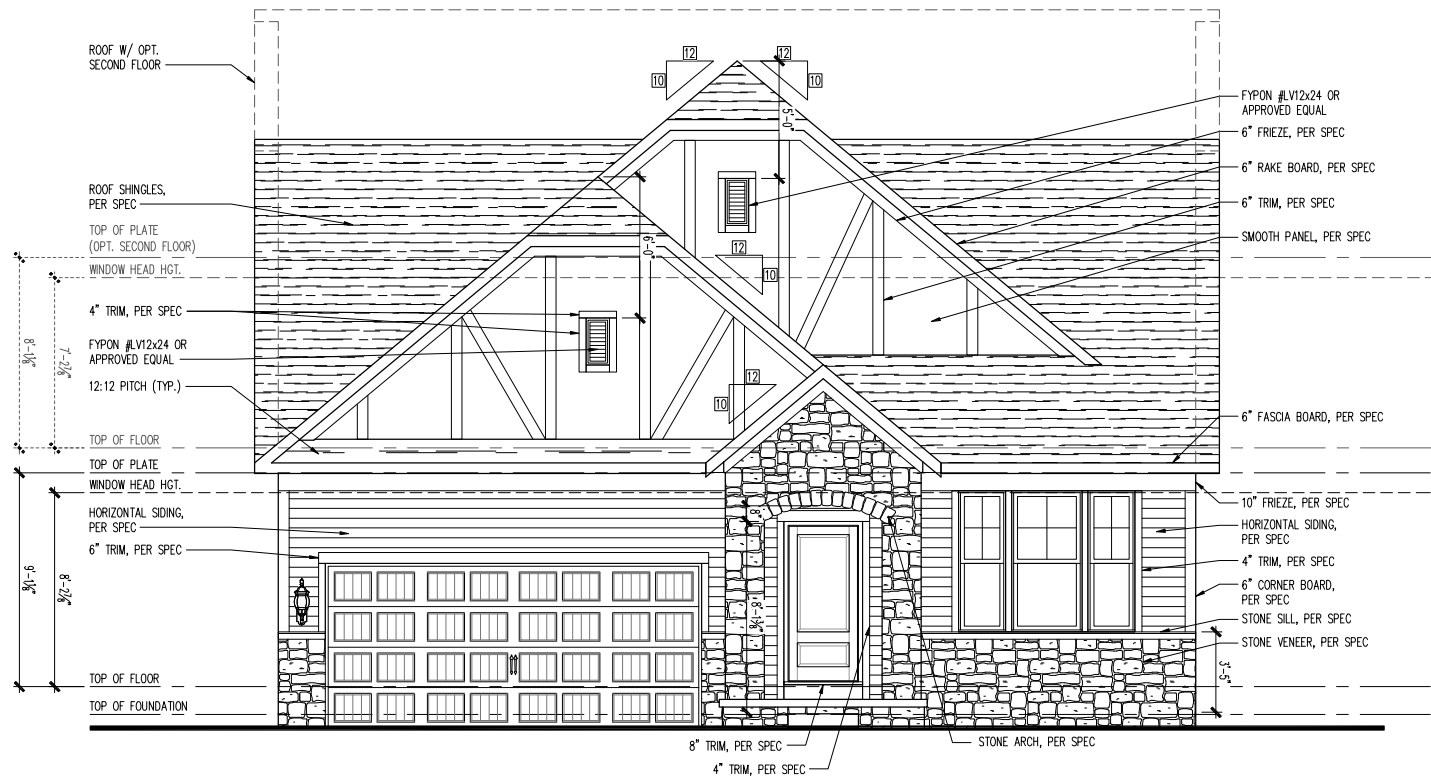 ROOF W/ OPT.
SECOND FLOOR
ROOF SHINGLES,
PER SPEC
TOP OF PLATE
(OPT. SECOND FLOOR)
WINDOW HEAD HGT.
4" TRIM, PER SPEC
FYPON #LV12x24 OR
APPROVED EQUAL
12:12 PITCH (TYP.)
TOP OF FLOOR
TOP OF PLATE
WINDOW HEAD HGT.
HORIZONTAL SIDING,
PER SPEC
6" TRIM, PER SPEC
TOP OF FLOOR
TOP OF FOUNDATION
8'-1⅛"
7'-2⅞"
9'-1⅛"
8'-2⅞"
12
10
12
10
5'-0"
6'-0"
12
10
12
10
8"
8'-1¾"
FYPON #LV12x24 OR
APPROVED EQUAL
6" FRIEZE, PER SPEC
6" RAKE BOARD, PER SPEC
6" TRIM, PER SPEC
SMOOTH PANEL, PER SPEC
6" FASCIA BOARD, PER SPEC
10" FRIEZE, PER SPEC
HORIZONTAL SIDING,
PER SPEC
4" TRIM, PER SPEC
6" CORNER BOARD,
PER SPEC
STONE SILL, PER SPEC
STONE VENEER, PER SPEC
3'-5"
8" TRIM, PER SPEC
STONE ARCH, PER SPEC
4" TRIM, PER SPEC